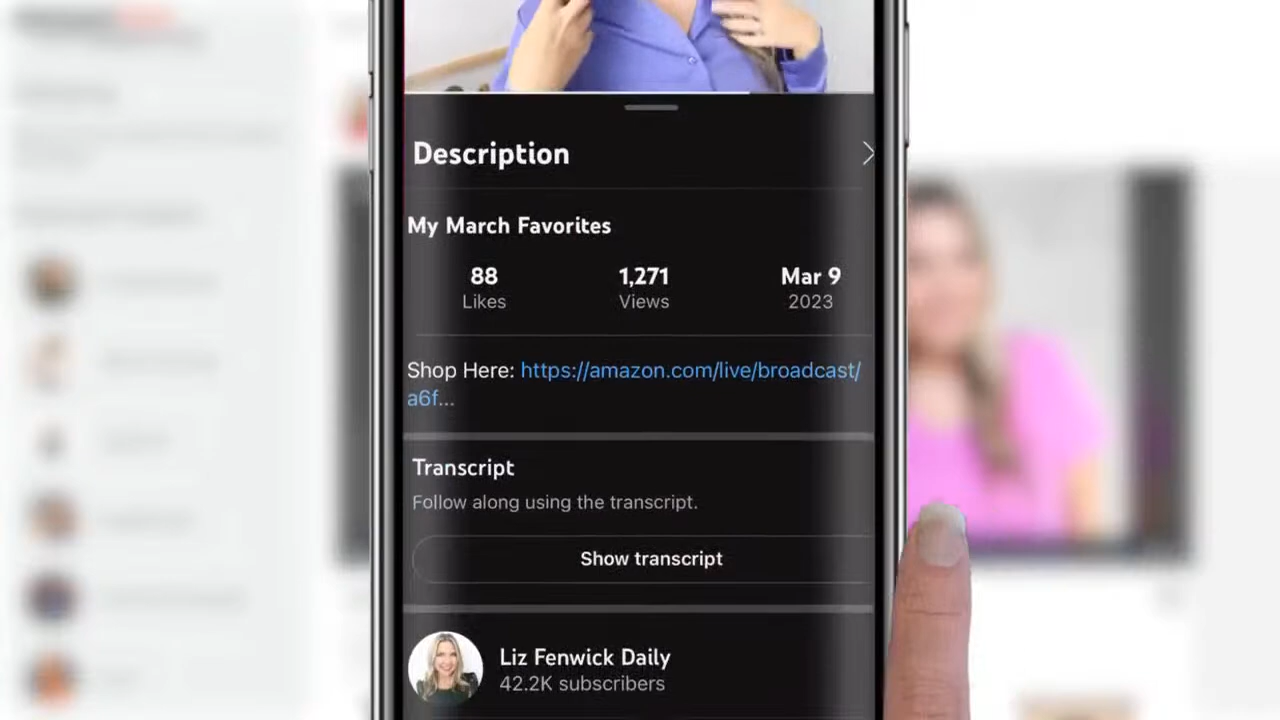 Description
My March Favorites
88 1,271 Mar 9
Likes Views 2023
Shop Here: https://amazon.com/live/broadcast/
a6f...
Transcript
Follow along using the transcript.
Show transcript
Liz Fenwick Daily
42.2K subscribers